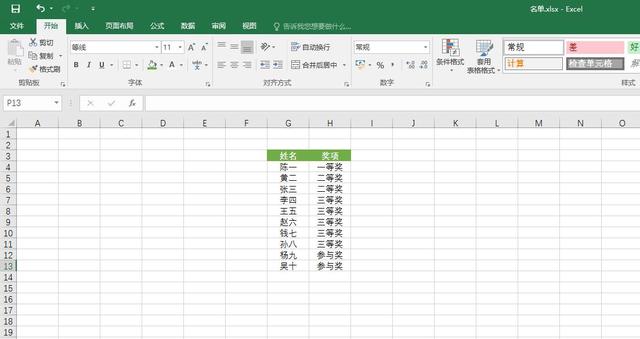 名单.xlsx - Excel
文件 开始 插入 页面布局 公式 数据 审阅 视图 告诉我您想要做什么...
剪切
复制
格式刷
粘贴
剪贴板
等线 11
B I U
字体
自动换行
合并后居中
对齐方式
常规
%
数字
条件格式
套用
表格格式
常规 差 好
计算 检查单元格
P13 fx
A B C D E F G H I J K L M N O
1
2
3 姓名 奖项
4 陈一 一等奖
5 黄二 二等奖
6 张三 二等奖
7 李四 三等奖
8 王五 三等奖
9 赵六 三等奖
10 钱七 三等奖
11 孙八 三等奖
12 杨九 参与奖
13 吴十 参与奖
14
15
16
17
18
19